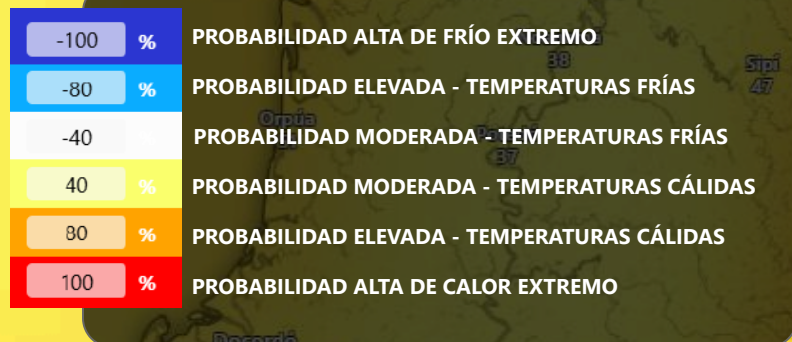 -100 % PROBABILIDAD ALTA DE FRÍO EXTREMO
38
Sipí
47
-80 % PROBABILIDAD ELEVADA - TEMPERATURAS FRÍAS
Orpúa
-40 % PROBABILIDAD MODERADA - TEMPERATURAS FRÍAS
37
40 % PROBABILIDAD MODERADA - TEMPERATURAS CÁLIDAS
80 % PROBABILIDAD ELEVADA - TEMPERATURAS CÁLIDAS
100 % PROBABILIDAD ALTA DE CALOR EXTREMO
Docordó